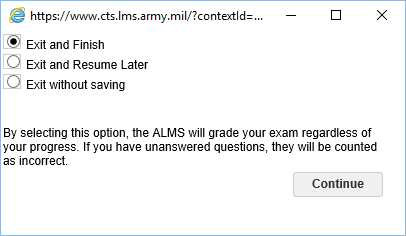 https://www.cts.lms.army.mil/?contextId=...
Exit and Finish
Exit and Resume Later
Exit without saving
By selecting this option, the ALMS will grade your exam regardless of
your progress. If you have unanswered questions, they will be counted
as incorrect.
Continue